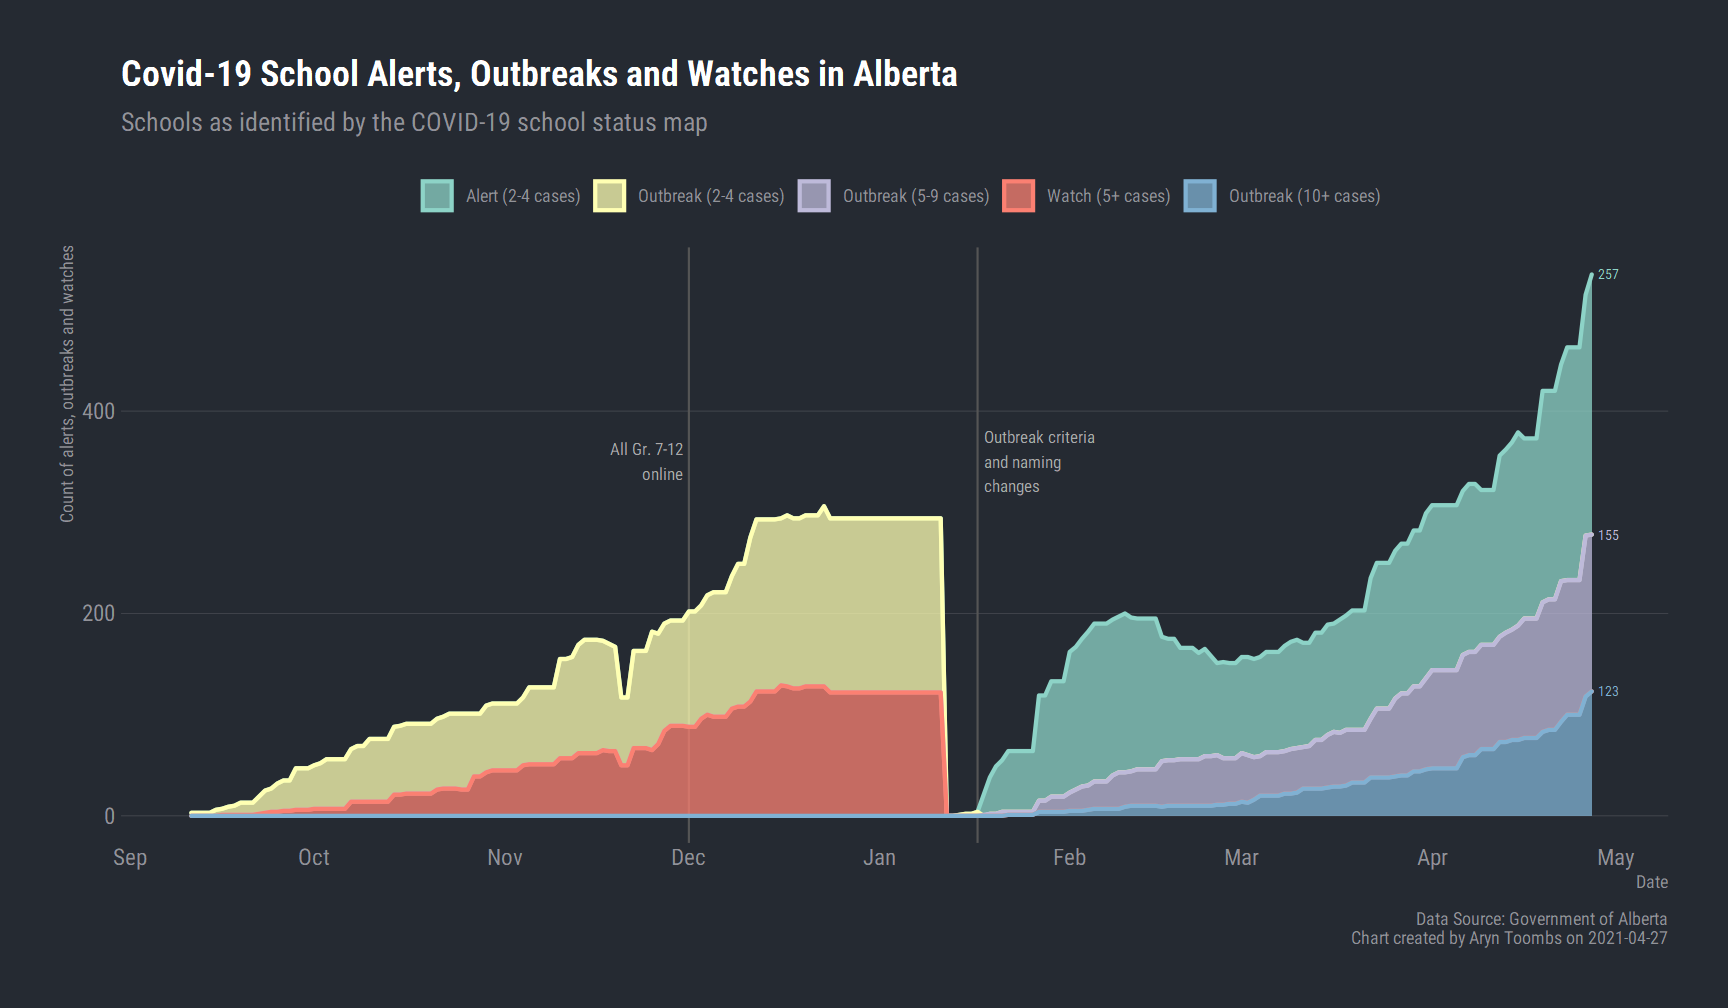 Covid-19 School Alerts, Outbreaks and Watches in Alberta
Schools as identified by the COVID-19 school status map
Alert (2-4 cases)
Outbreak (2-4 cases)
Outbreak (5-9 cases)
Watch (5+ cases)
Outbreak (10+ cases)
Count of alerts, outbreaks and watches
400
200
0
All Gr. 7-12
online
Outbreak criteria
and naming
changes
257
155
123
Sep
Oct
Nov
Dec
Jan
Feb
Mar
Apr
May
Date
Data Source: Government of Alberta
Chart created by Aryn Toombs on 2021-04-27